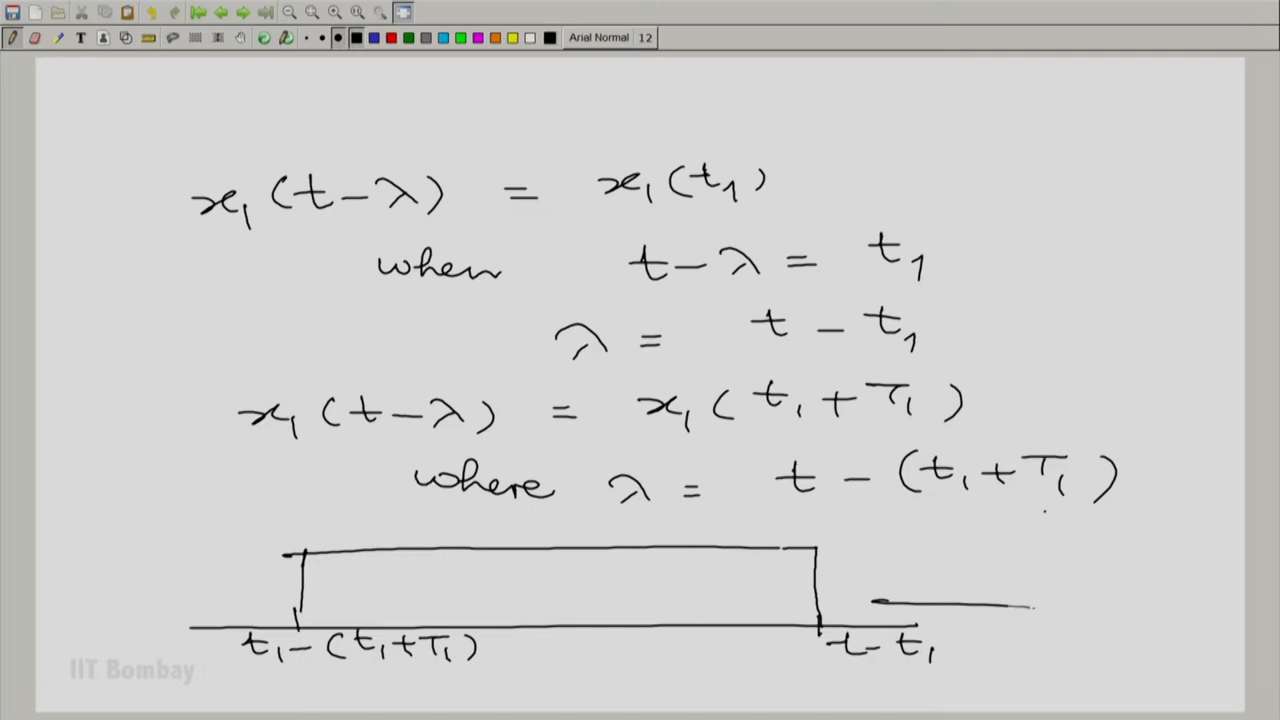 Arial Normal 12
x₁(t-λ) = x₁(t₁)
when t-λ = t₁
λ = t - t₁
x₁(t-λ) = x₁(t₁+T₁)
where λ = t - (t₁+T₁)
t₁-(t₁+T₁) t-t₁
IIT Bombay